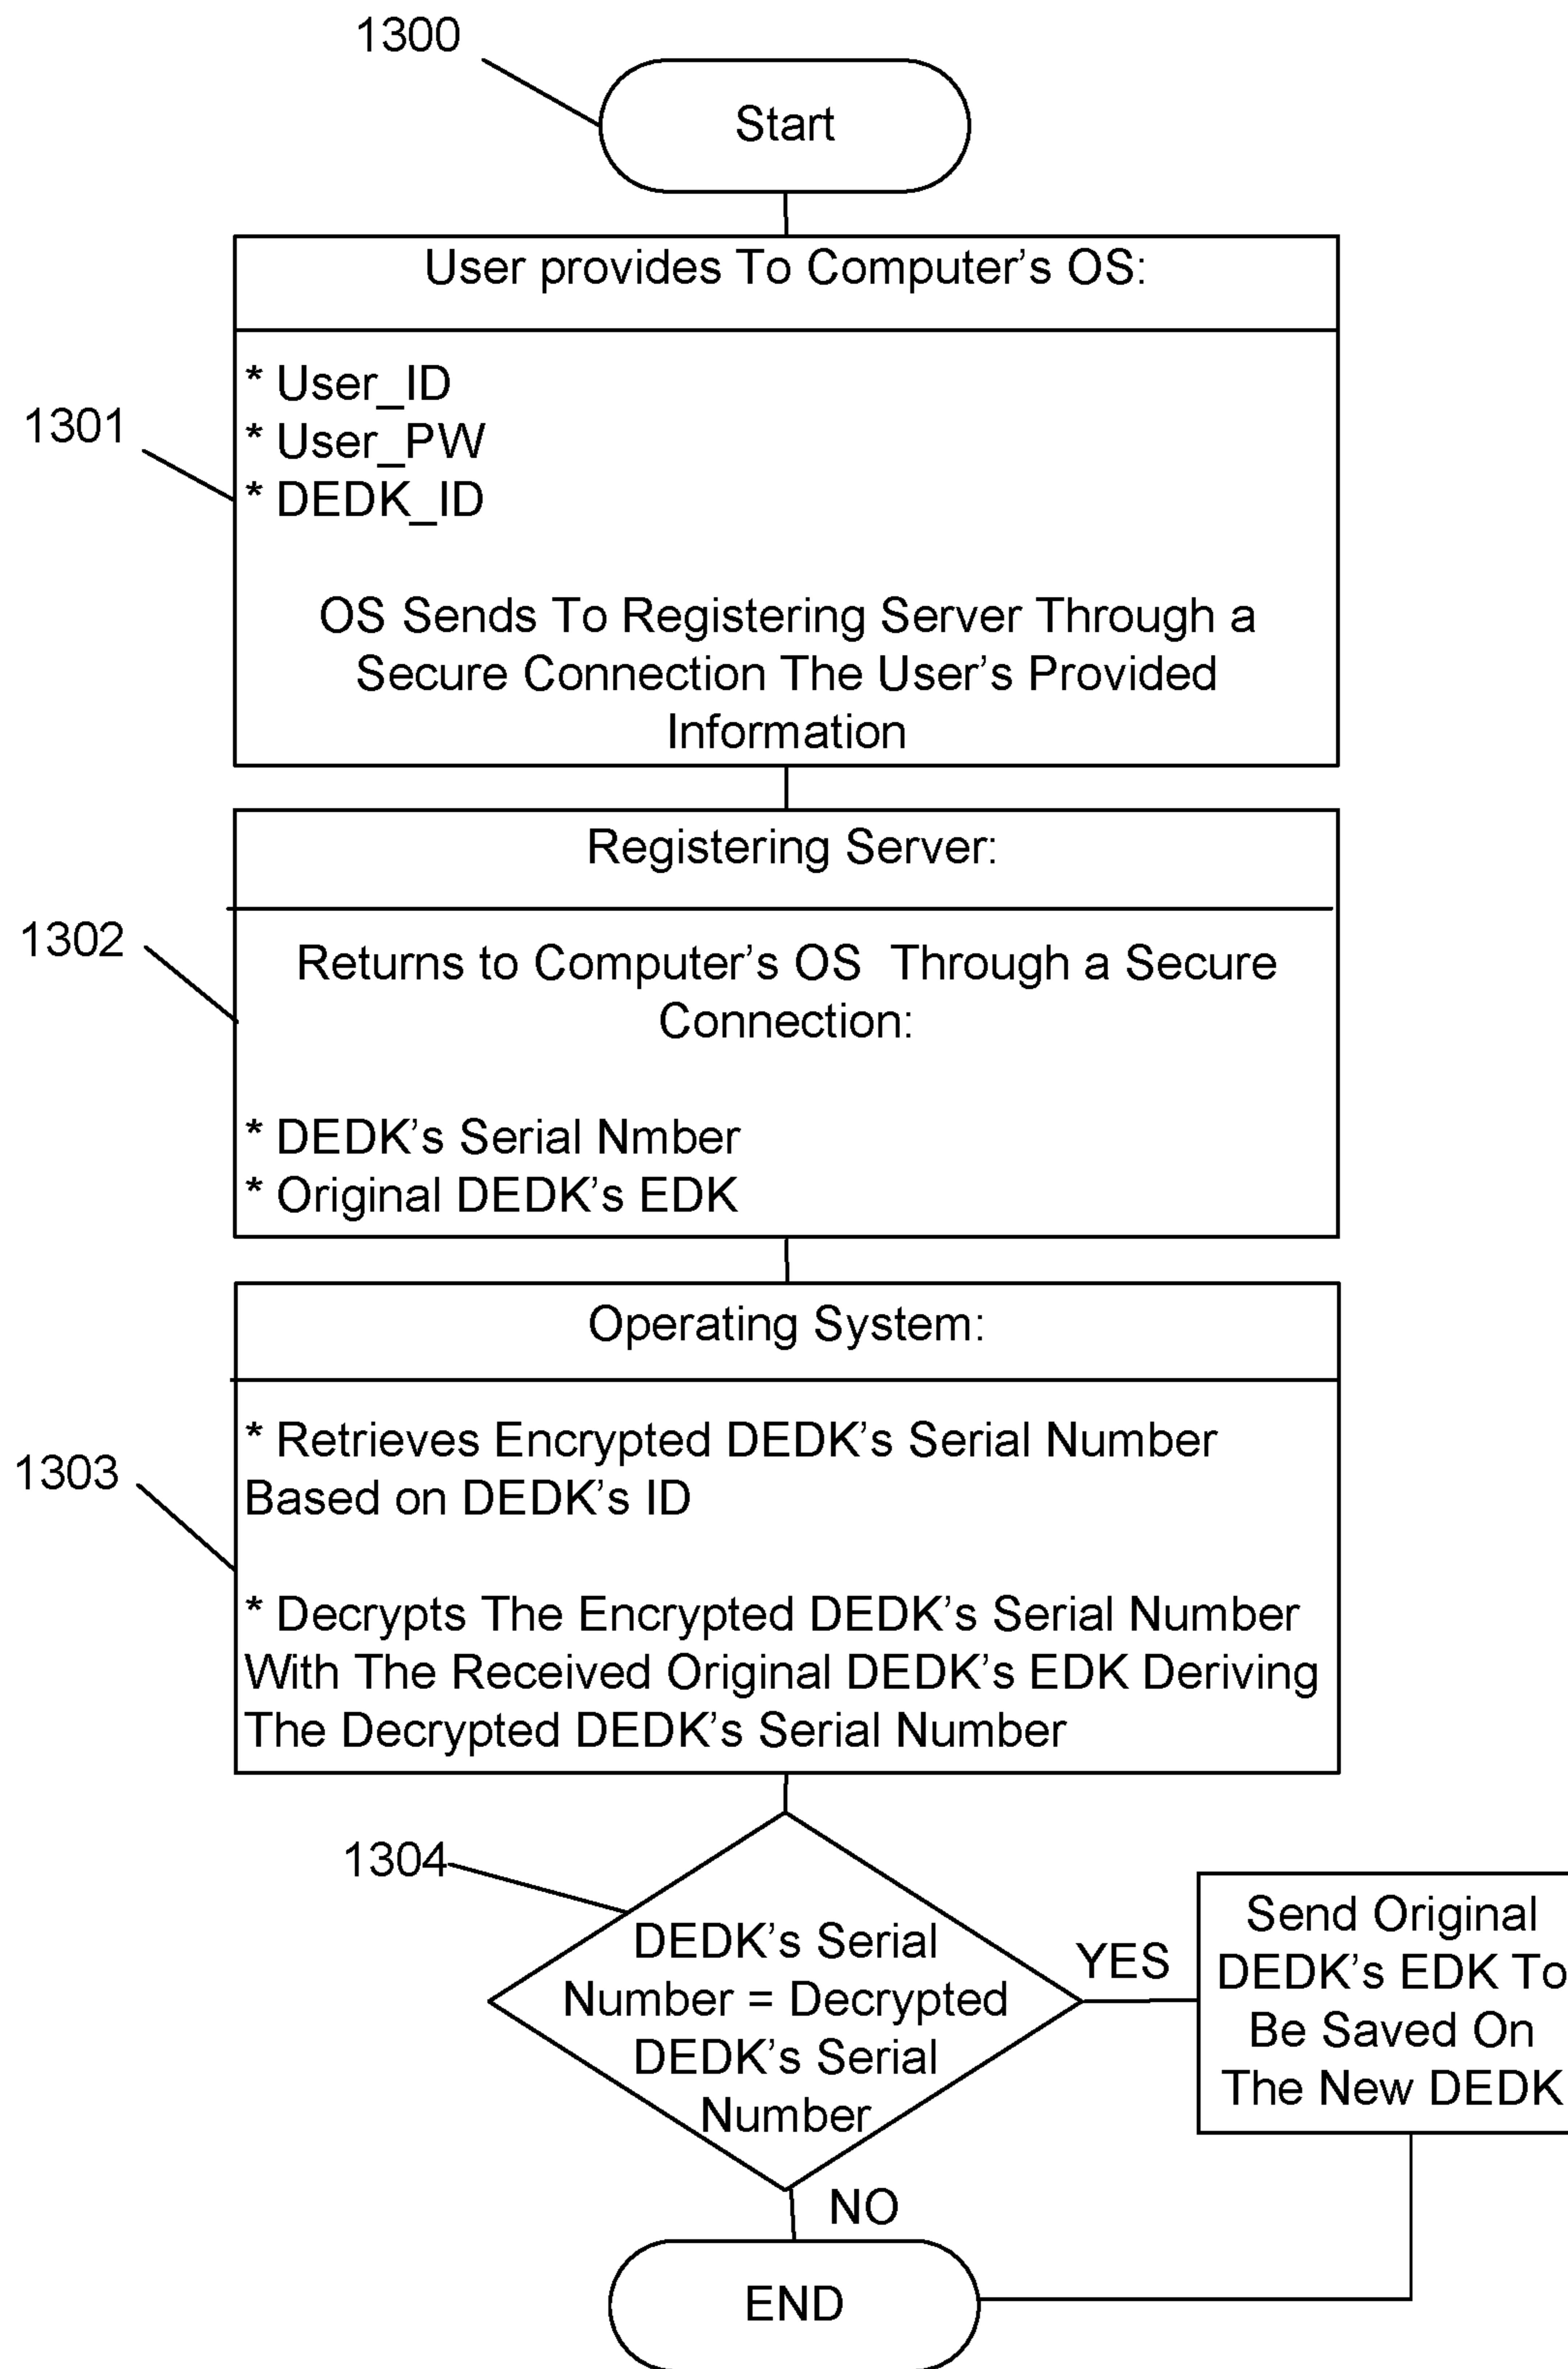 1300
Start
User provides To Computer’s OS:
1301
* User_ID
* User_PW
* DEDK_ID
OS Sends To Registering Server Through a
Secure Connection The User’s Provided
Information
Registering Server:
1302
Returns to Computer’s OS Through a Secure
Connection:
* DEDK’s Serial Nmber
* Original DEDK’s EDK
Operating System:
1303
* Retrieves Encrypted DEDK’s Serial Number
Based on DEDK’s ID
* Decrypts The Encrypted DEDK’s Serial Number
With The Received Original DEDK’s EDK Deriving
The Decrypted DEDK’s Serial Number
1304
DEDK’s Serial
Number = Decrypted
DEDK’s Serial
Number
YES
Send Original
DEDK’s EDK To
Be Saved On
The New DEDK
NO
END